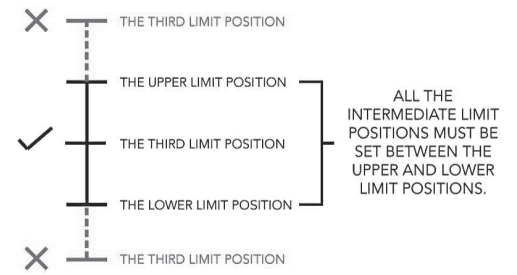 THE THIRD LIMIT POSITION
THE UPPER LIMIT POSITION
THE THIRD LIMIT POSITION
THE LOWER LIMIT POSITION
THE THIRD LIMIT POSITION
ALL THE
INTERMEDIATE LIMIT
POSITIONS MUST BE
SET BETWEEN THE
UPPER AND LOWER
LIMIT POSITIONS.